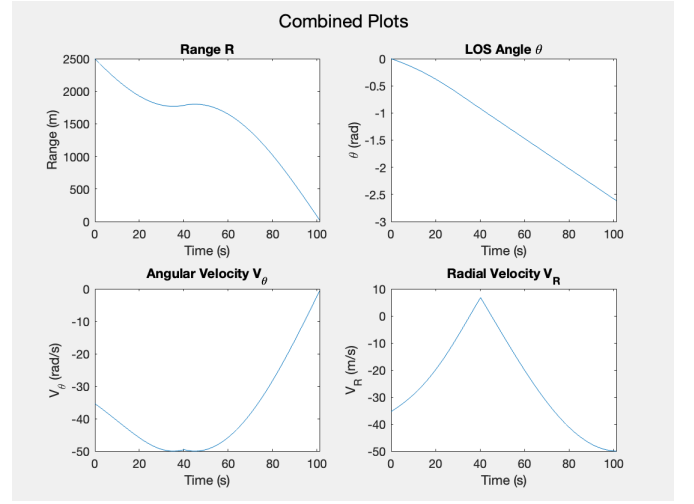 Combined Plots
Range R
2500
2000
1500
1000
500
0
Range (m)
0 20 40 60 80 100
Time (s)
LOS Angle θ
0
-0.5
-1
-1.5
-2
-2.5
-3
θ (rad)
0 20 40 60 80 100
Time (s)
Angular Velocity V_θ
0
-10
-20
-30
-40
-50
V_θ (rad/s)
0 20 40 60 80 100
Time (s)
Radial Velocity V_R
10
0
-10
-20
-30
-40
-50
V_R (m/s)
0 20 40 60 80 100
Time (s)